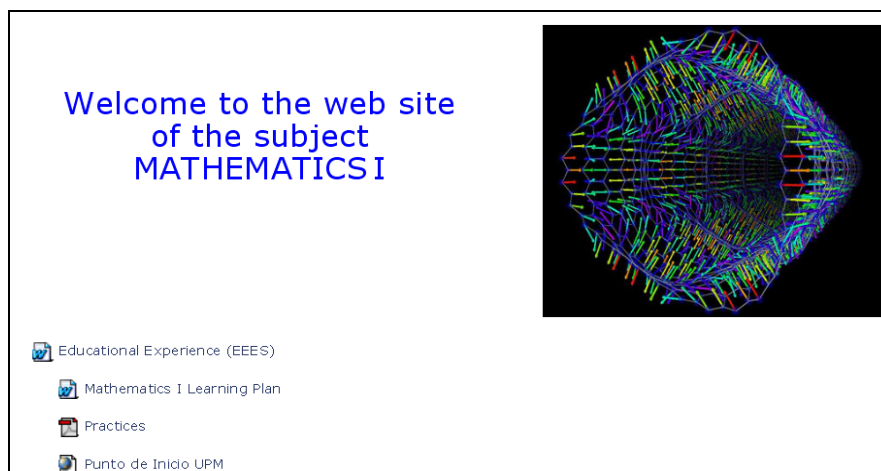 Welcome to the web site
of the subject
MATHEMATICS I
Educational Experience (EEES)
Mathematics I Learning Plan
Practices
Punto de Inicio UPM